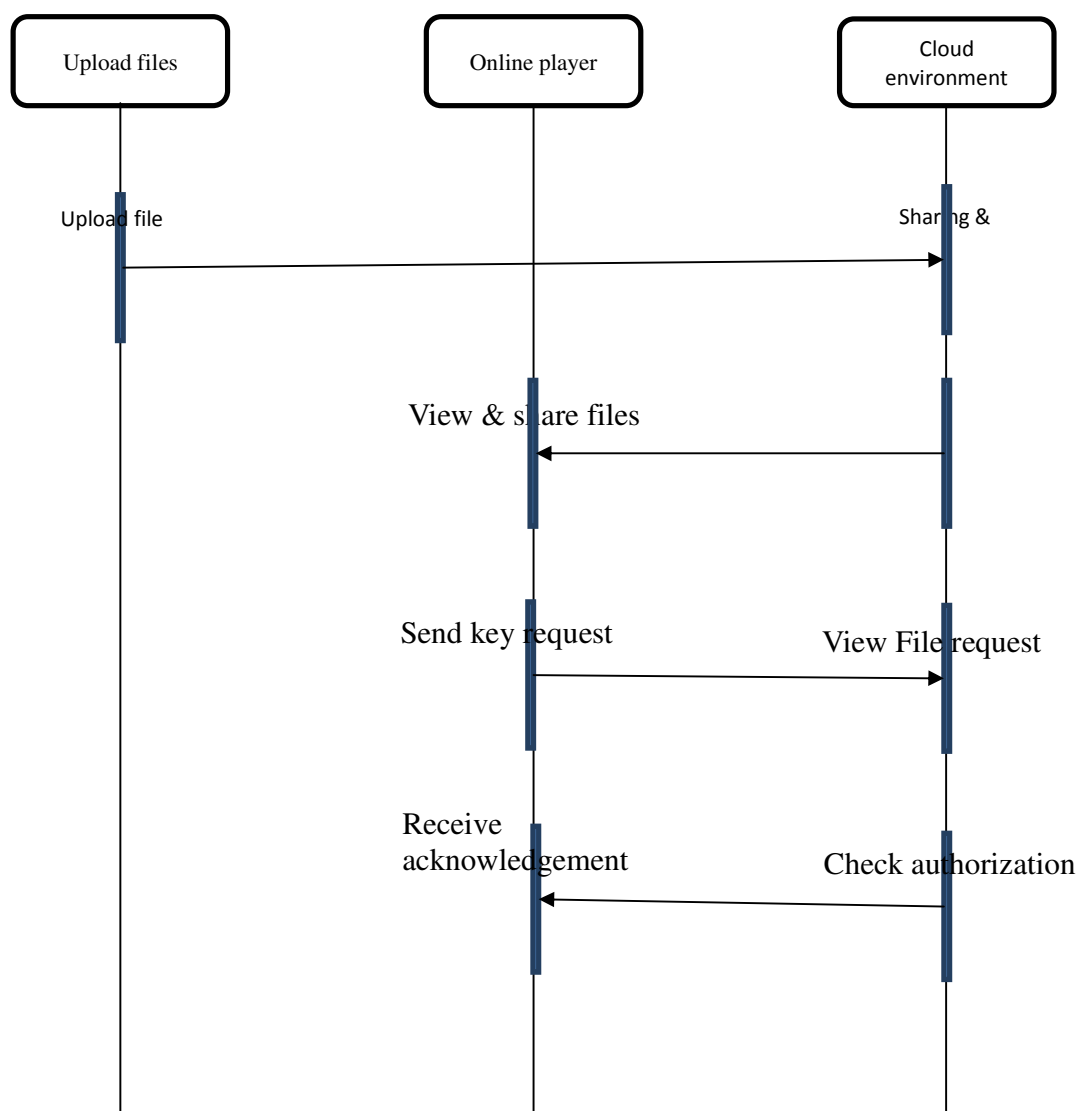 Upload files
Online player
Cloud
environment
Upload file
Sharing &
View & share files
Send key request
View File request
Receive
acknowledgement
Check authorization